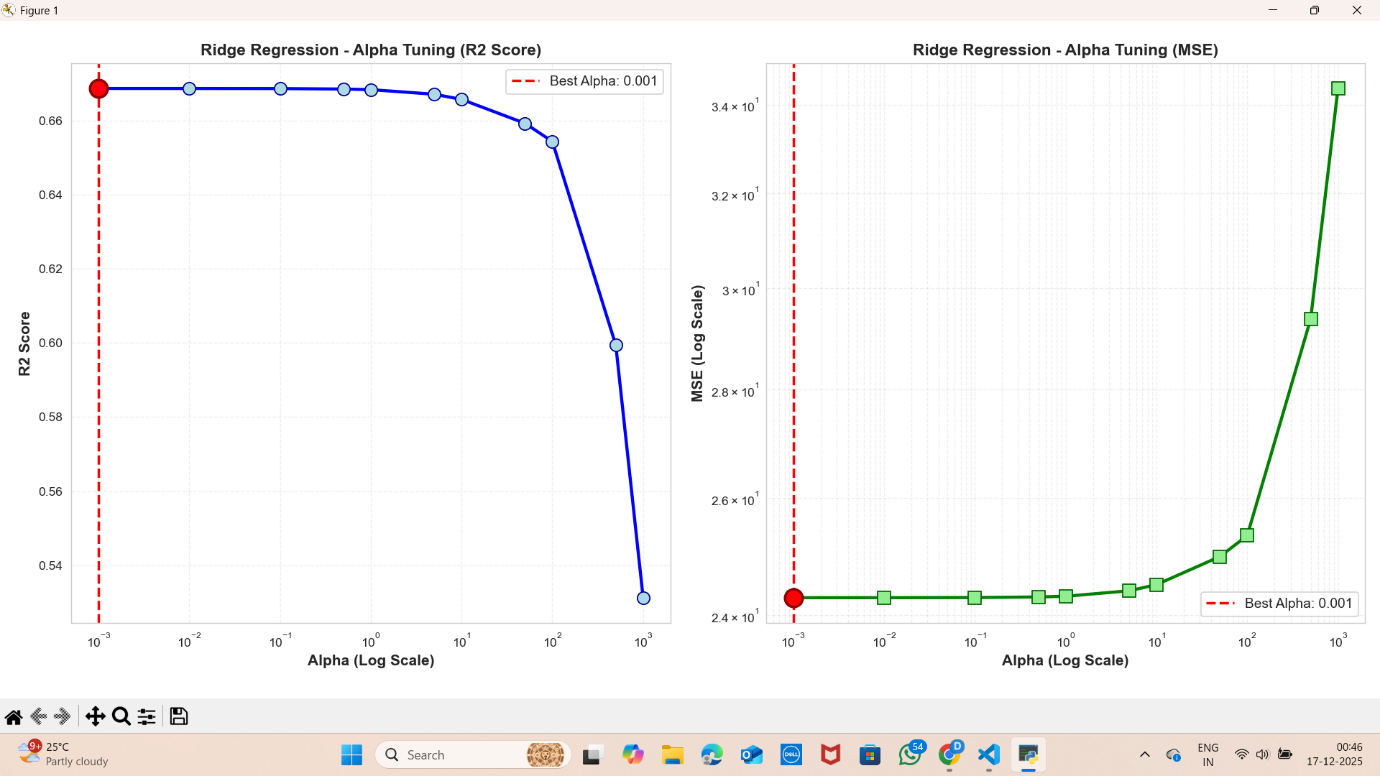 Figure 1
Ridge Regression - Alpha Tuning (R2 Score)
Best Alpha: 0.001
0.66
0.64
0.62
0.60
0.58
0.56
0.54
R2 Score
10⁻³ 10⁻² 10⁻¹ 10⁰ 10¹ 10² 10³
Alpha (Log Scale)
Ridge Regression - Alpha Tuning (MSE)
3.4 × 10¹
3.2 × 10¹
3 × 10¹
2.8 × 10¹
2.6 × 10¹
2.4 × 10¹
MSE (Log Scale)
Best Alpha: 0.001
10⁻³ 10⁻² 10⁻¹ 10⁰ 10¹ 10² 10³
Alpha (Log Scale)
9+
25°C
Partly cloudy
Search
DELL
54
D
ENG
IN
00:46
17-12-2025